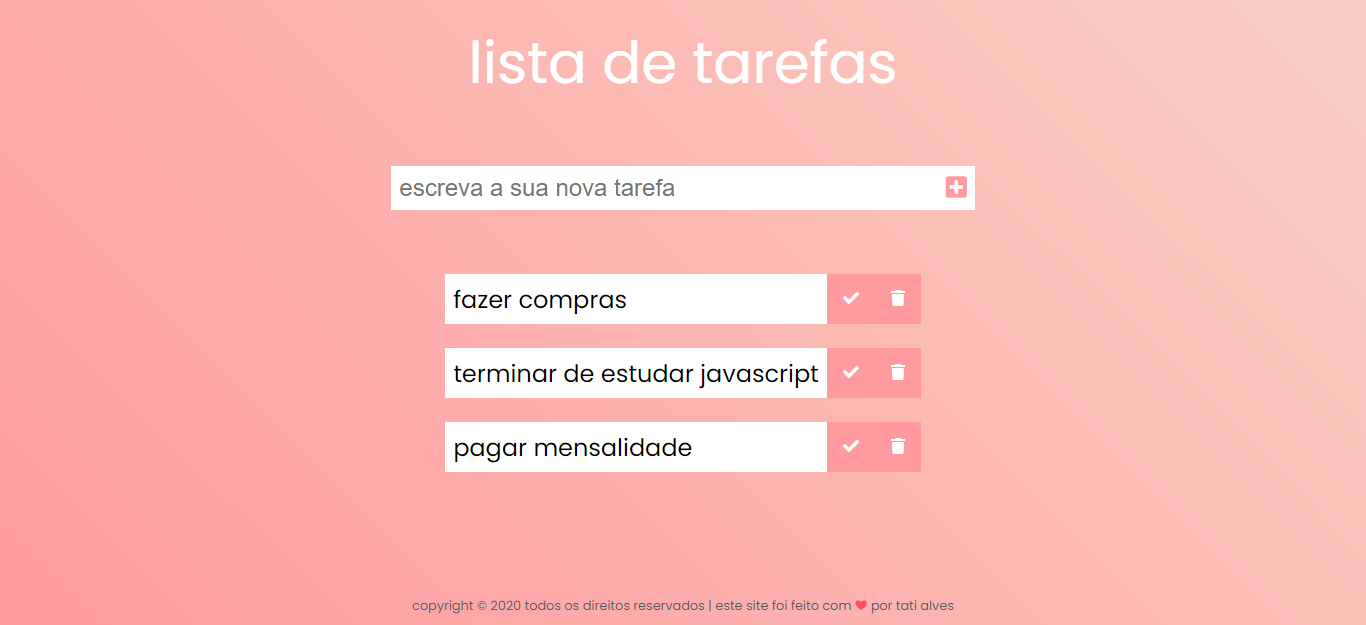 lista de tarefas
escreva a sua nova tarefa
fazer compras
terminar de estudar javascript
pagar mensalidade
copyright © 2020 todos os direitos reservados | este site foi feito com ❤ por tati alves